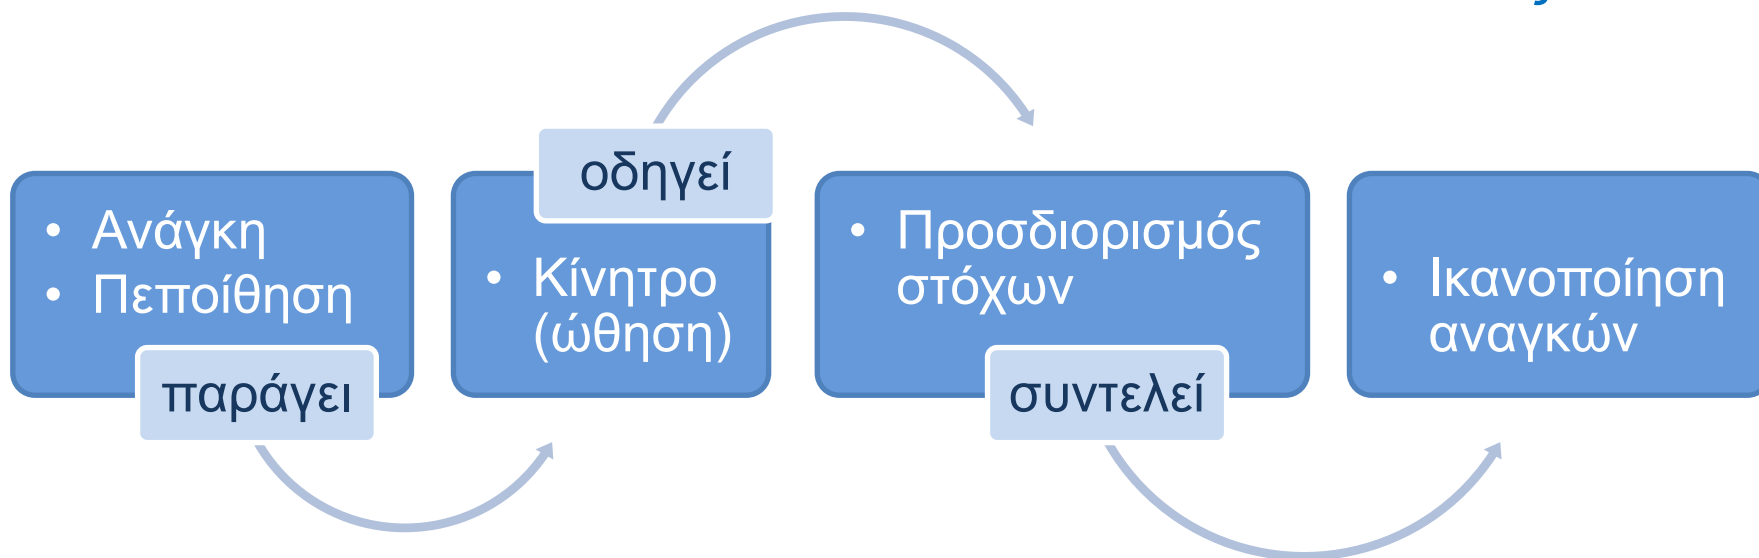 • Ανάγκη
• Πεποίθηση
παράγει
οδηγεί
• Κίνητρο
(ώθηση)
• Προσδιορισμός
στόχων
συντελεί
• Ικανοποίηση
αναγκών